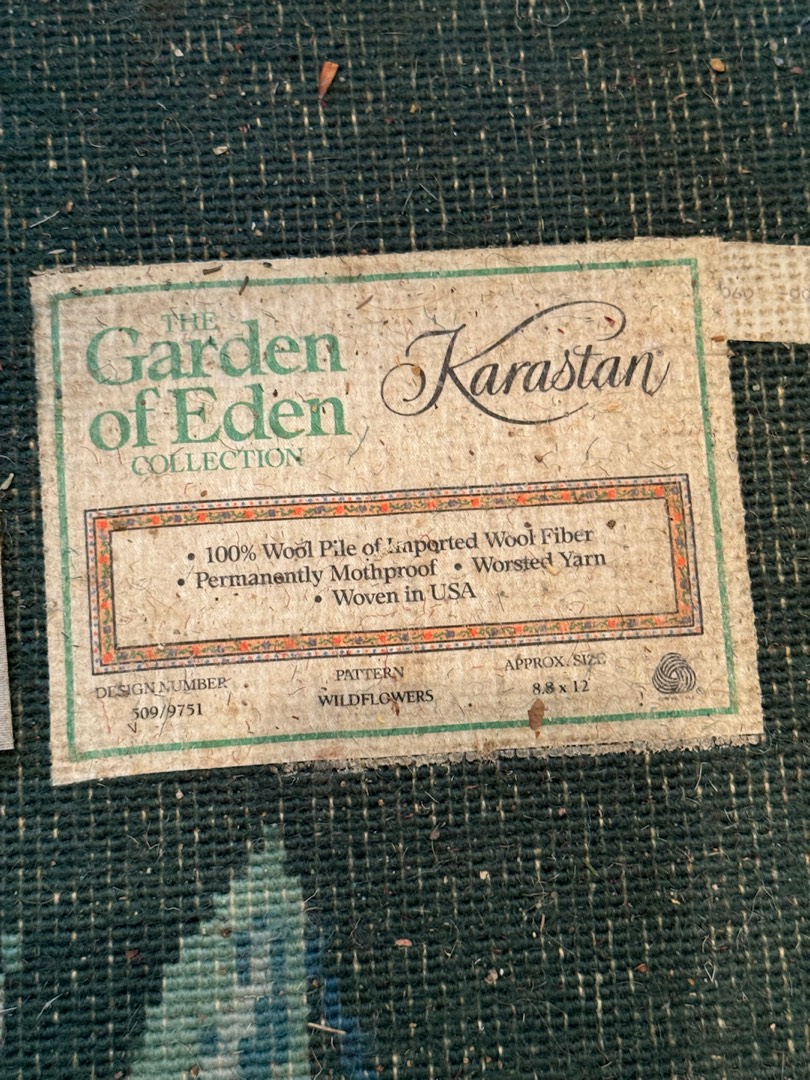 THE
Garden
of Eden
COLLECTION
Karastan
• 100% Wool Pile of Imported Wool Fiber
• Permanently Mothproof • Worsted Yarn
• Woven in USA
DESIGN NUMBER
509/9751
PATTERN
WILDFLOWERS
APPROX. SIZE
8.8 x 12